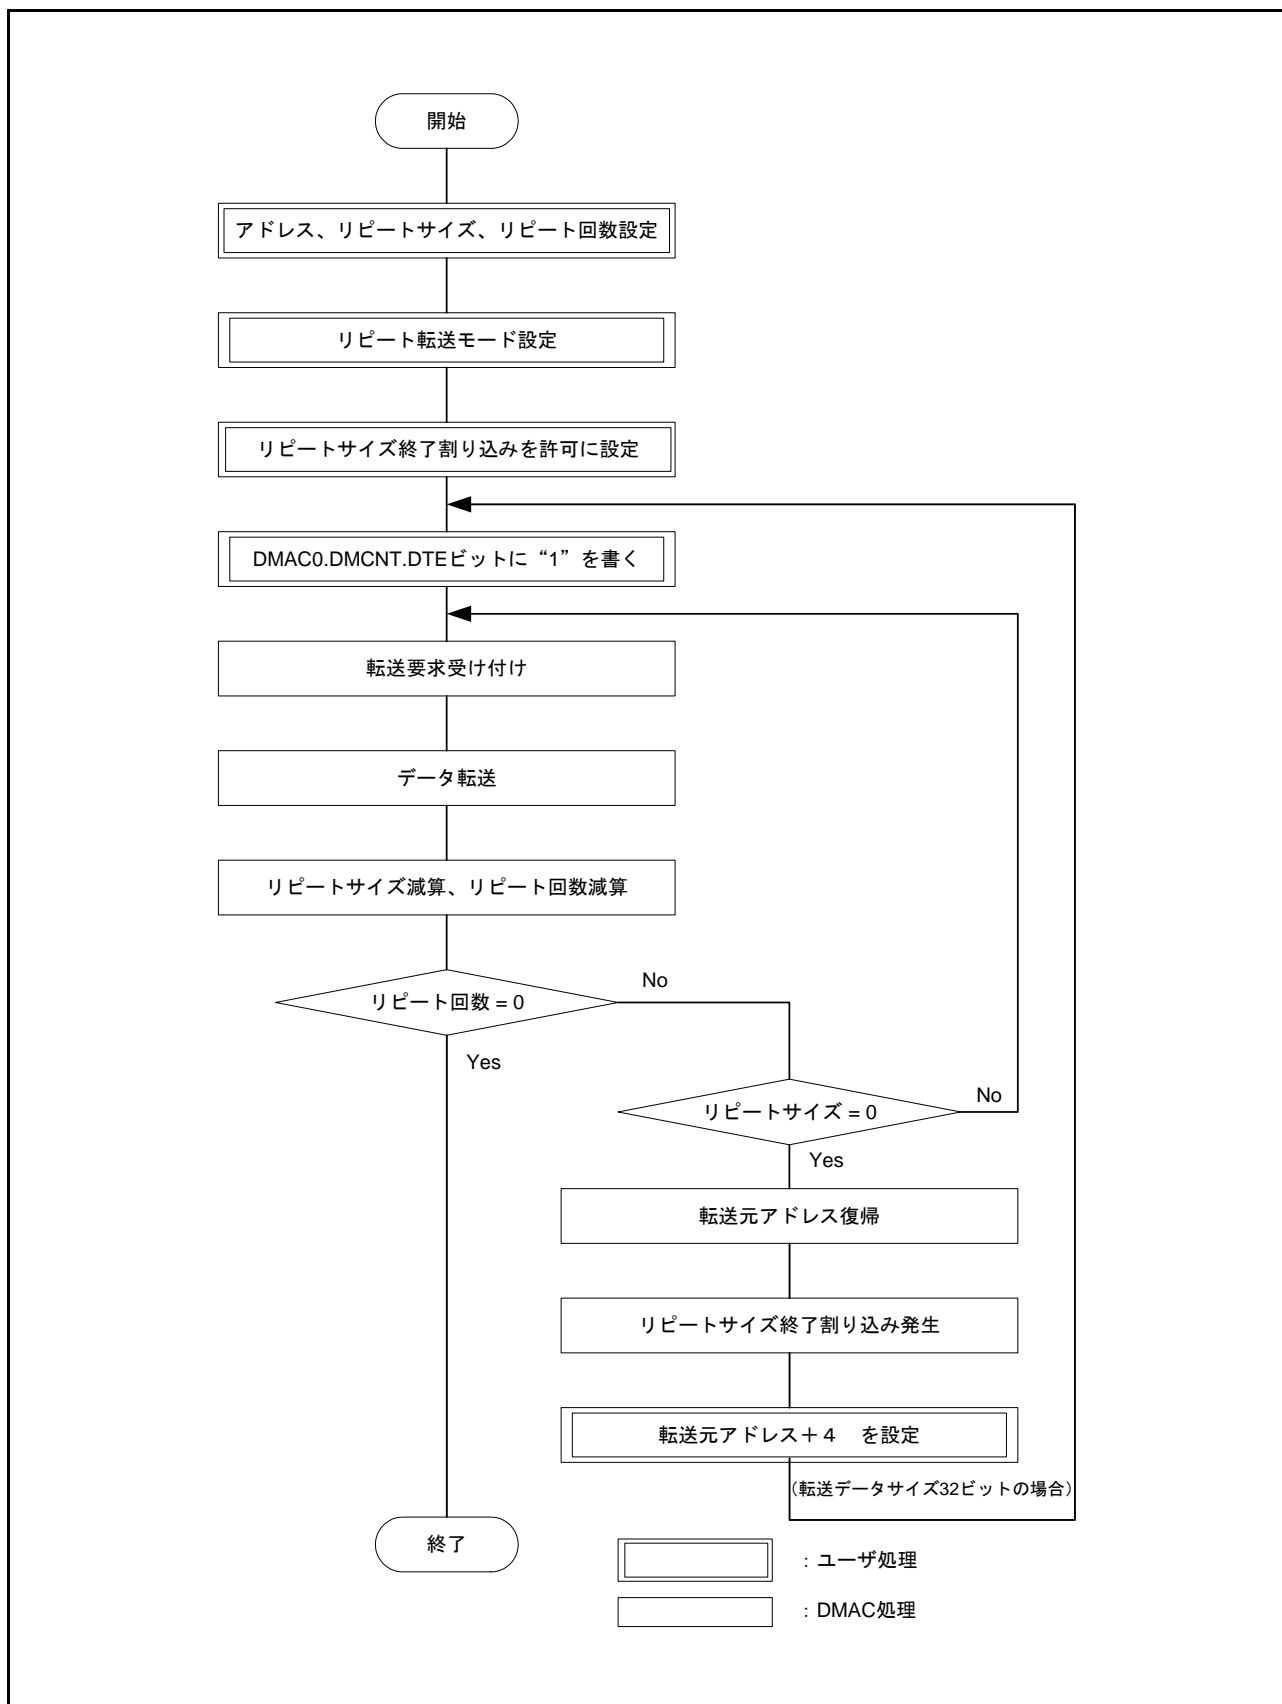 開始
アドレス、リピートサイズ、リピート回数設定
リピート転送モード設定
リピートサイズ終了割り込みを許可に設定
DMAC0.DMCNT.DTEビットに“1”を書く
転送要求受け付け
データ転送
リピートサイズ減算、リピート回数減算
リピート回数 = 0
No
Yes
リピートサイズ = 0
No
Yes
転送元アドレス復帰
リピートサイズ終了割り込み発生
転送元アドレス＋４　を設定
（転送データサイズ32ビットの場合）
終了
：ユーザ処理
：DMAC処理